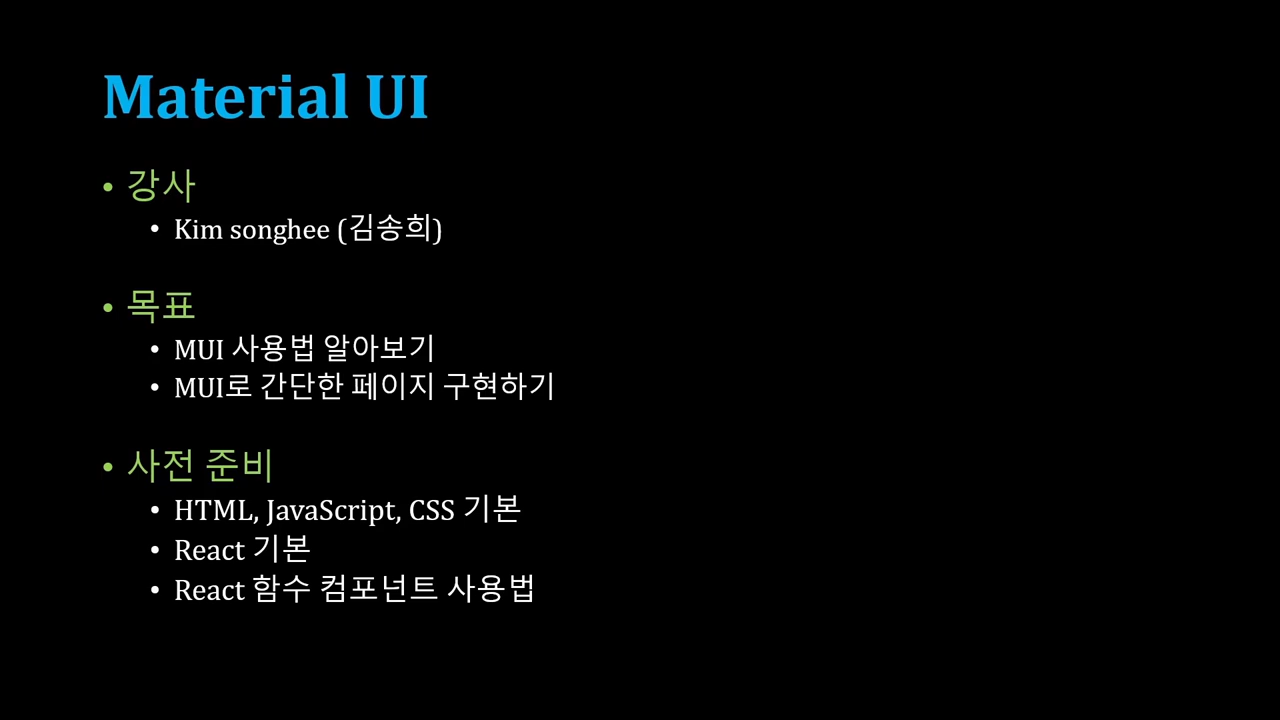 Material UI
• 강사
• Kim songhee (김송희)
• 목표
• MUI 사용법 알아보기
• MUI로 간단한 페이지 구현하기
• 사전 준비
• HTML, JavaScript, CSS 기본
• React 기본
• React 함수 컴포넌트 사용법